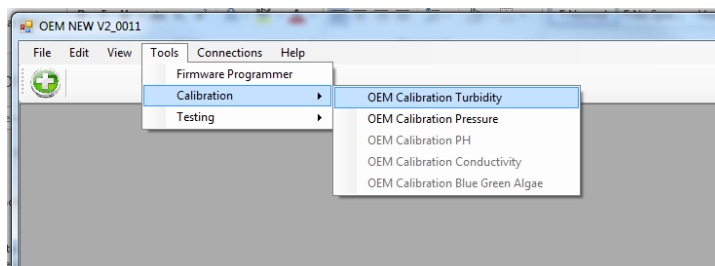 OEM NEW V2_0011
File Edit View Tools Connections Help
Firmware Programmer
Calibration
OEM Calibration Turbidity
Testing
OEM Calibration Pressure
OEM Calibration PH
OEM Calibration Conductivity
OEM Calibration Blue Green Algae